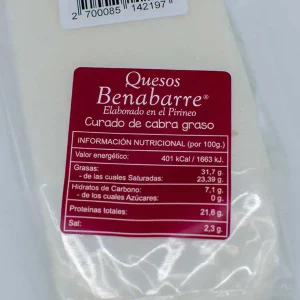 2 700085 142197 >
Quesos
Benabarre®
Elaborado en el Pirineo
Curado de cabra graso
INFORMACIÓN NUTRICIONAL (por 100g.)
Valor energético: 401 kCal / 1663 kJ.
Grasas: 31,7 g.
- de las cuales Saturadas: 23,39 g.
Hidratos de Carbono: 7,1 g.
- de los cuales Azúcares: 0 g.
Proteínas totales: 21,6 g.
Sal: 2,3 g.